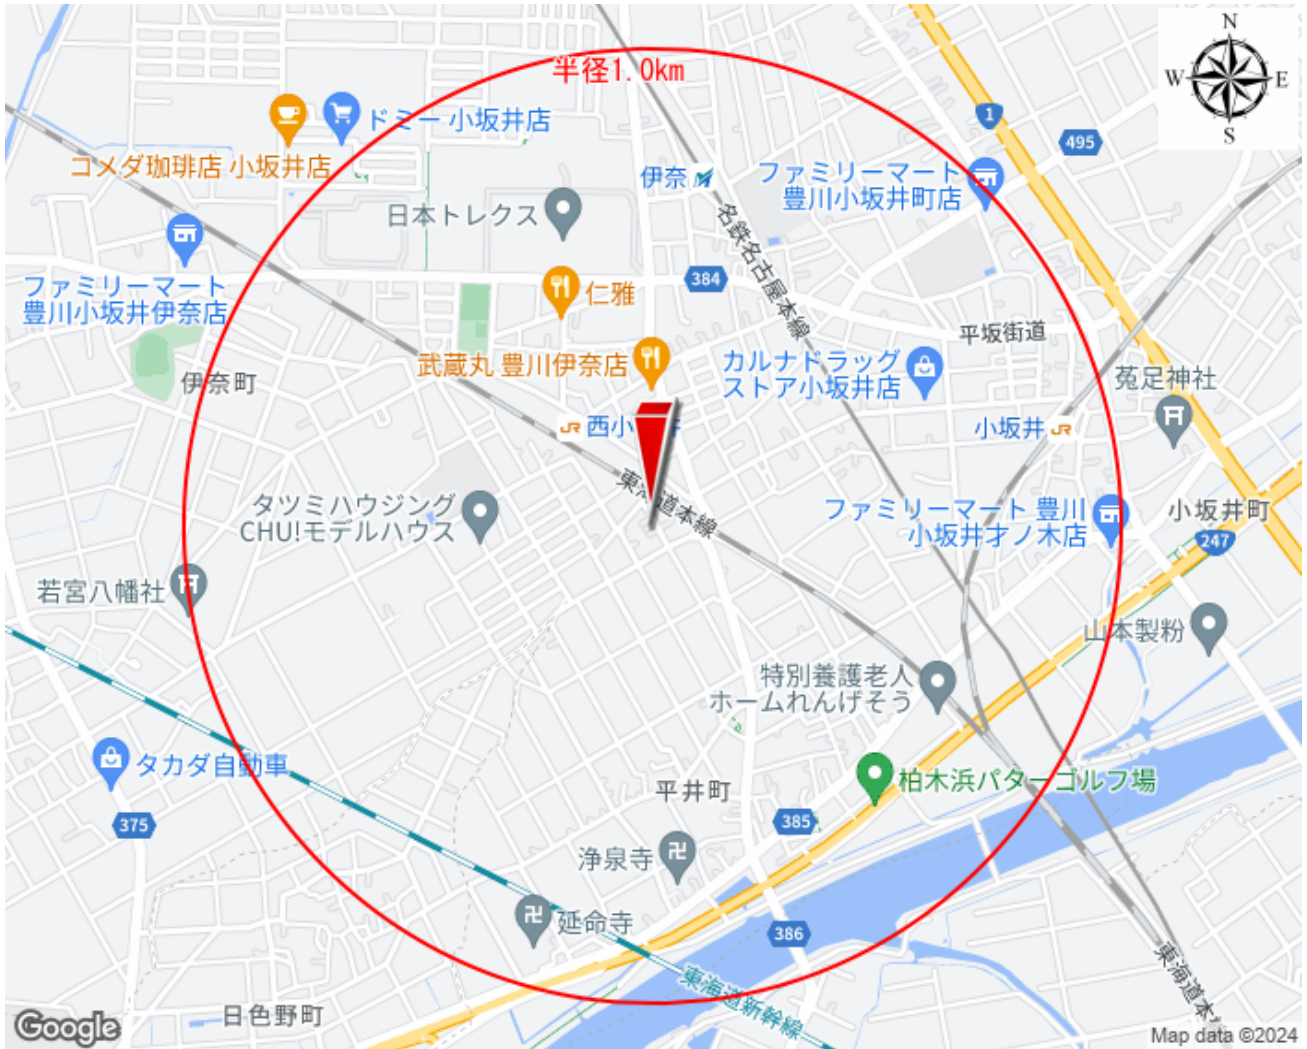 N
半径1.0km
W
E
S
ドミー 小坂井店
コメダ珈琲店 小坂井店
1
495
伊奈
ファミリーマート
豊川小坂井町店
日本トレクス
名鉄名古屋本線
ファミリーマート
豊川小坂井伊奈店
仁雅
384
平坂街道
武蔵丸 豊川伊奈店
カルナドラッグ
ストア小坂井店
伊奈町
菟足神社
JR
西小
小坂井
JR
東海道本線
タツミハウジング
CHU!モデルハウス
ファミリーマート 豊川
小坂井才ノ木店
小坂井町
247
若宮八幡社
山本製粉
特別養護老人
ホームれんげそう
タカダ自動車
平井町
柏木浜パターゴルフ場
375
385
浄泉寺
延命寺
386
東海道新幹線
東海道本
日色野町
Google
Map data ©2024